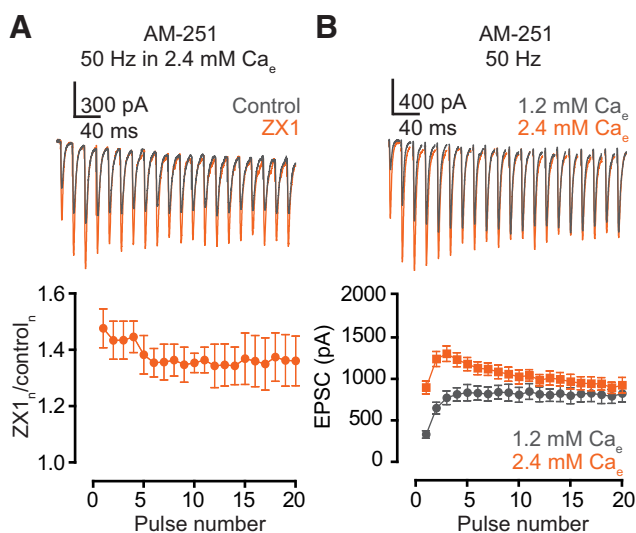 A
AM-251
50 Hz in 2.4 mM Cae
300 pA
40 ms
Control
ZX1
1.6
1.4
1.2
1.0
ZX1n/controln
0 5 10 15 20
Pulse number
B
AM-251
50 Hz
400 pA
40 ms
1.2 mM Cae
2.4 mM Cae
2000
1500
1000
500
0
EPSC (pA)
1.2 mM Cae
2.4 mM Cae
0 5 10 15 20
Pulse number